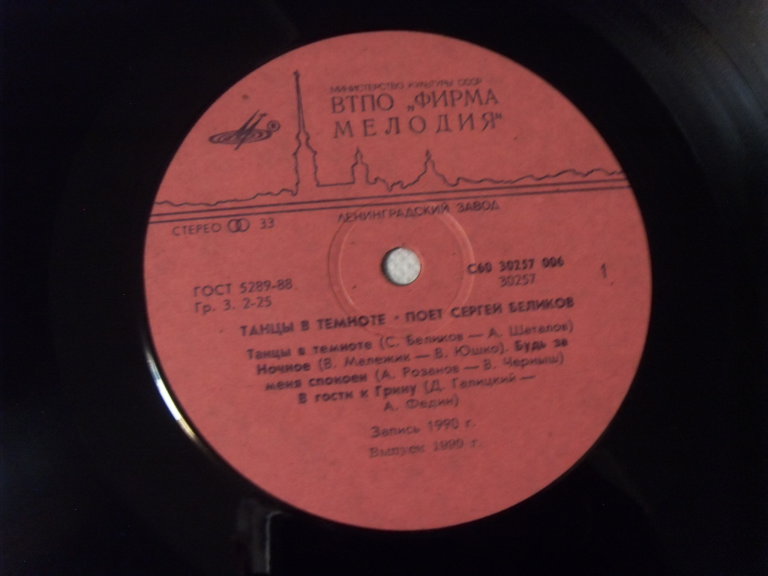 МИНИСТЕРСТВО КУЛЬТУРЫ СССР
ВТПО „ФИРМА
МЕЛОДИЯ“
®
ЛЕНИНГРАДСКИЙ ЗАВОД
СТЕРЕО 33
ГОСТ 5289-88
Гр. 3. 2-25
С60 30257 006
30257
1
ТАНЦЫ В ТЕМНОТЕ · ПОЕТ СЕРГЕЙ БЕЛИКОВ
Танцы в темноте (С. Беликов — А. Шаталов)
Ночное (В. Мележик — В. Юшко). Будь за
меня спокоен (А. Розанов — В. Черныш)
В гости к Грину (Д. Галицкий —
А. Федин)
Запись 1990 г.
Выпуск 1990 г.